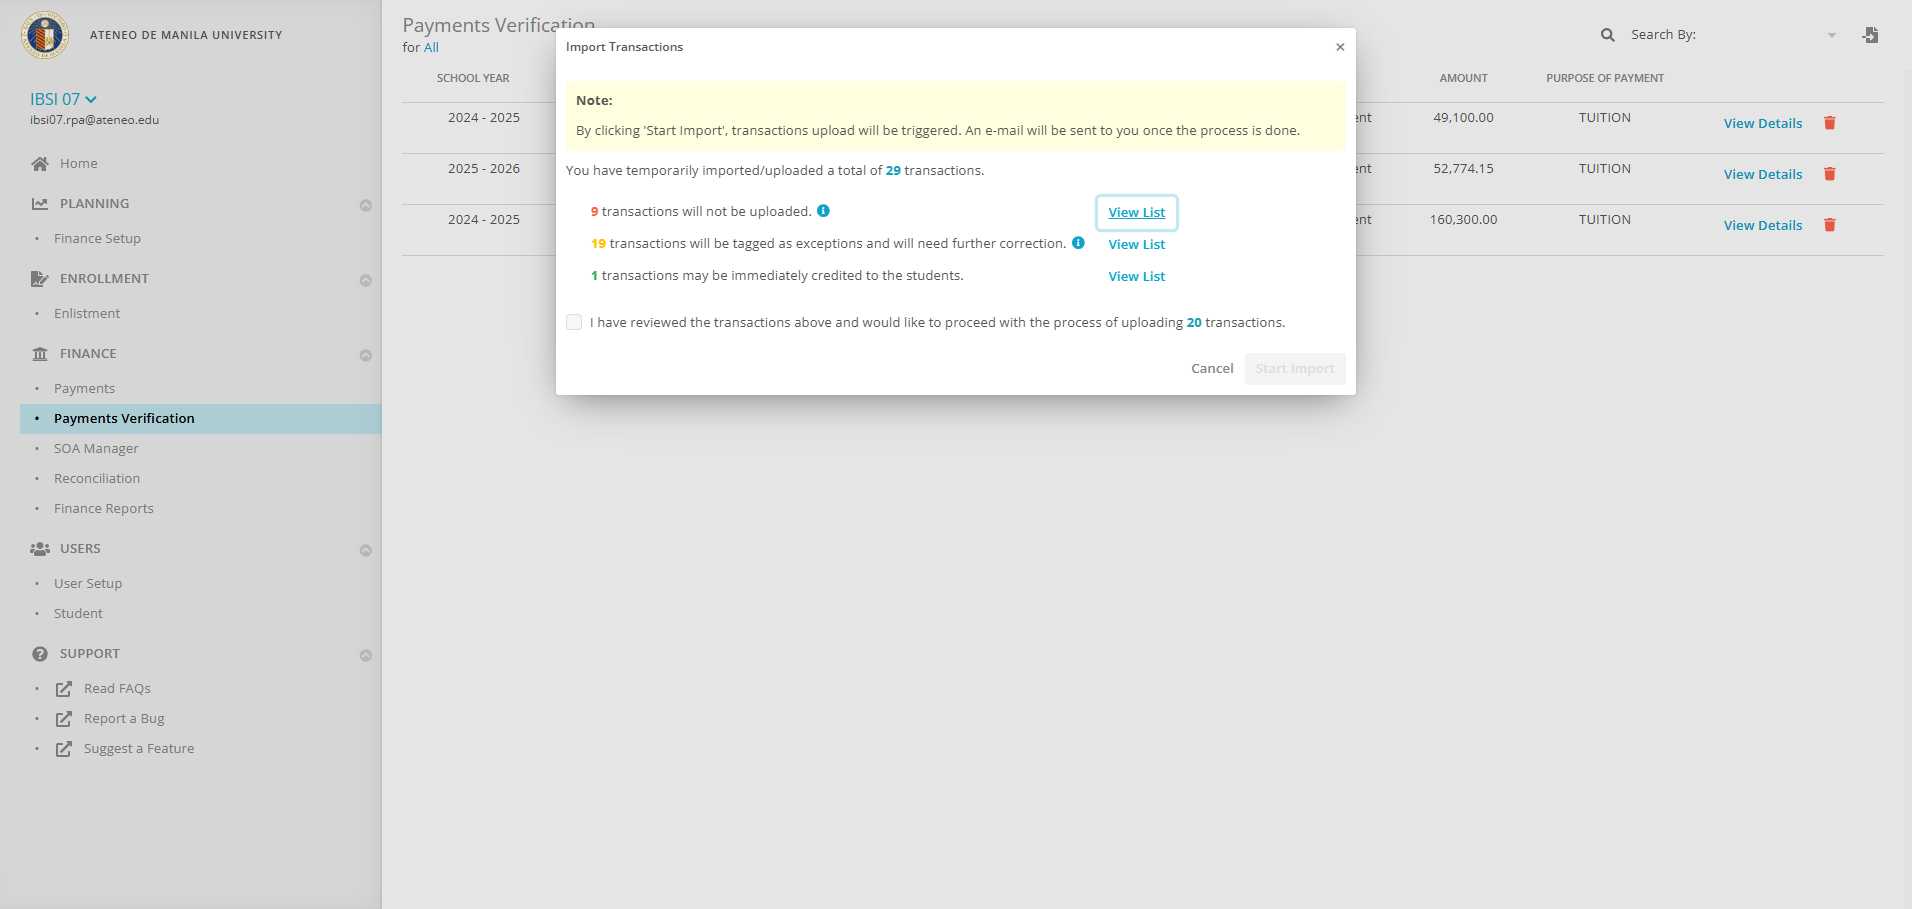 ATENEO DE MANILA UNIVERSITY
IBSI 07
ibsi07.rpa@ateneo.edu
Home
PLANNING
Finance Setup
ENROLLMENT
Enlistment
FINANCE
Payments
Payments Verification
SOA Manager
Reconciliation
Finance Reports
USERS
User Setup
Student
SUPPORT
Read FAQs
Report a Bug
Suggest a Feature
Payments Verification
for All
Search By:
SCHOOL YEAR AMOUNT PURPOSE OF PAYMENT
2024 - 2025 ent 49,100.00 TUITION View Details
2025 - 2026 ent 52,774.15 TUITION View Details
2024 - 2025 ent 160,300.00 TUITION View Details
Import Transactions
Note:
By clicking 'Start Import', transactions upload will be triggered. An e-mail will be sent to you once the process is done.
You have temporarily imported/uploaded a total of 29 transactions.
9 transactions will not be uploaded. View List
19 transactions will be tagged as exceptions and will need further correction. View List
1 transactions may be immediately credited to the students. View List
I have reviewed the transactions above and would like to proceed with the process of uploading 20 transactions.
Cancel Start Import